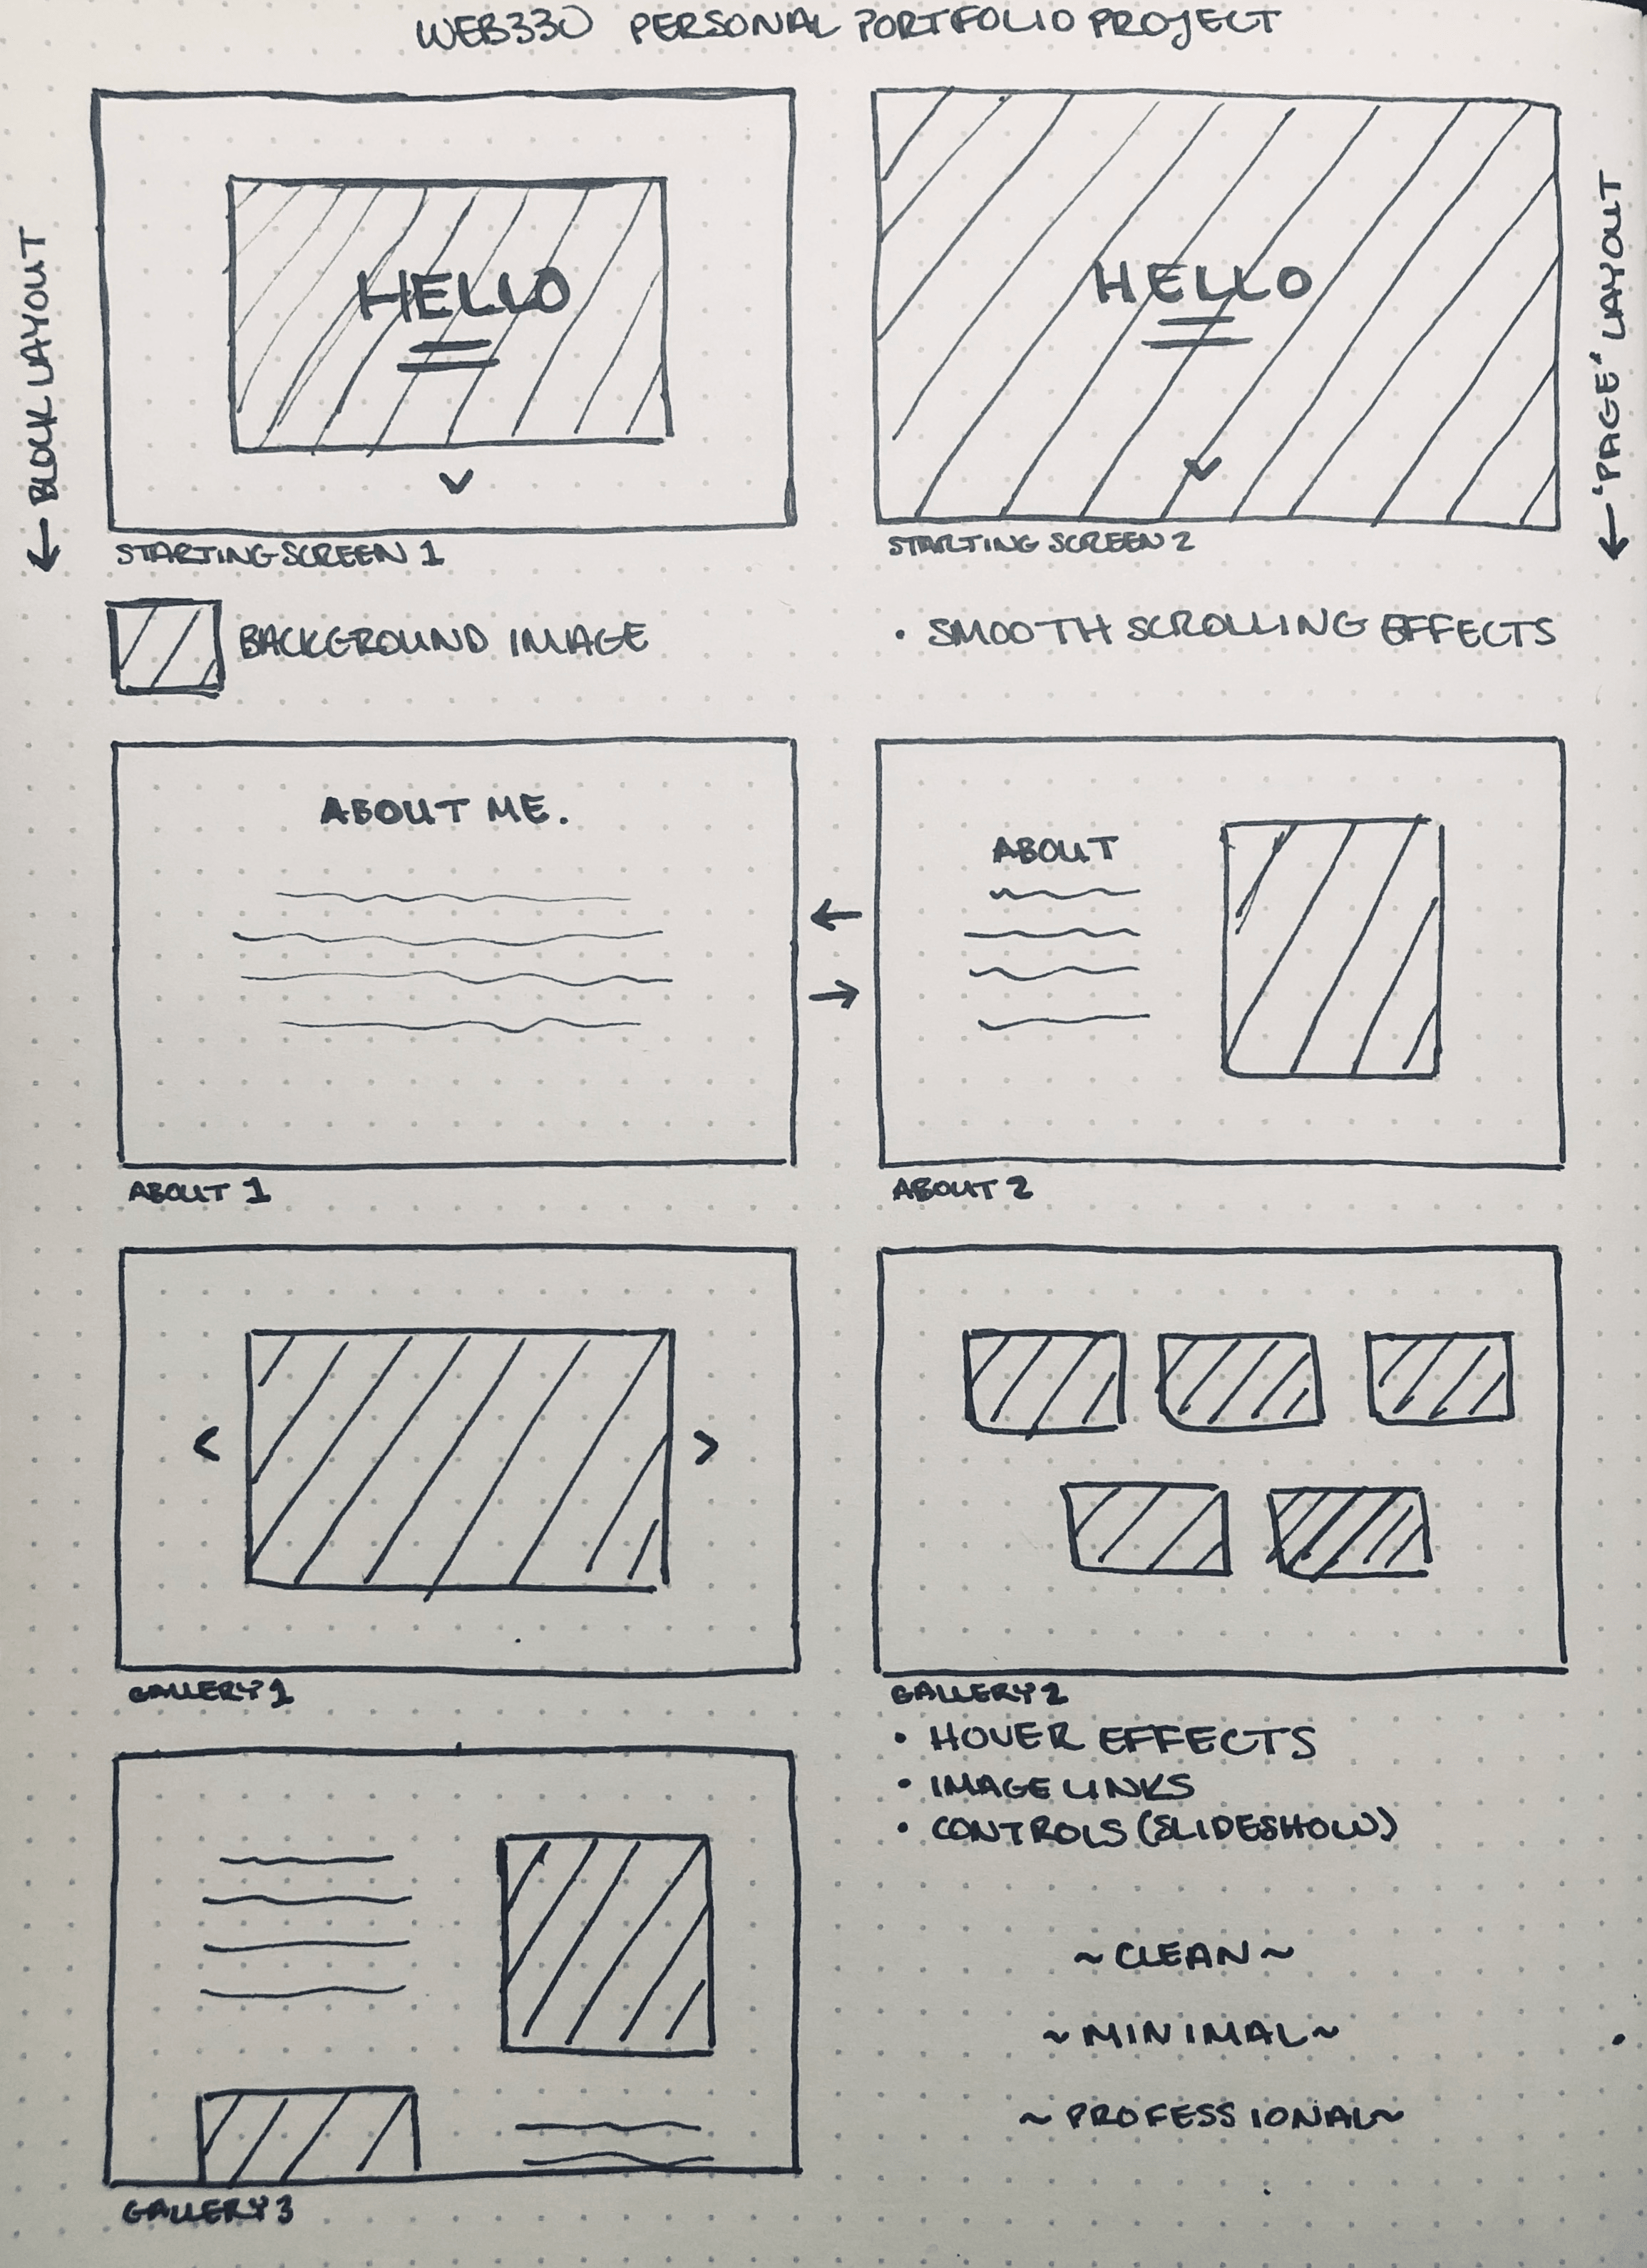 WEB330 PERSONAL PORTFOLIO PROJECT
← BLOCK LAYOUT
HELLO
STARTING SCREEN 1
HELLO
STARTING SCREEN 2
← "PAGE" LAYOUT
BACKGROUND IMAGE
• SMOOTH SCROLLING EFFECTS
ABOUT ME.
ABOUT 1
ABOUT
ABOUT 2
< >
GALLERY 1
GALLERY 2
• HOVER EFFECTS
• IMAGE LINKS
• CONTROLS (SLIDESHOW)
~ CLEAN ~
~ MINIMAL ~
~ PROFESSIONAL ~
GALLERY 3